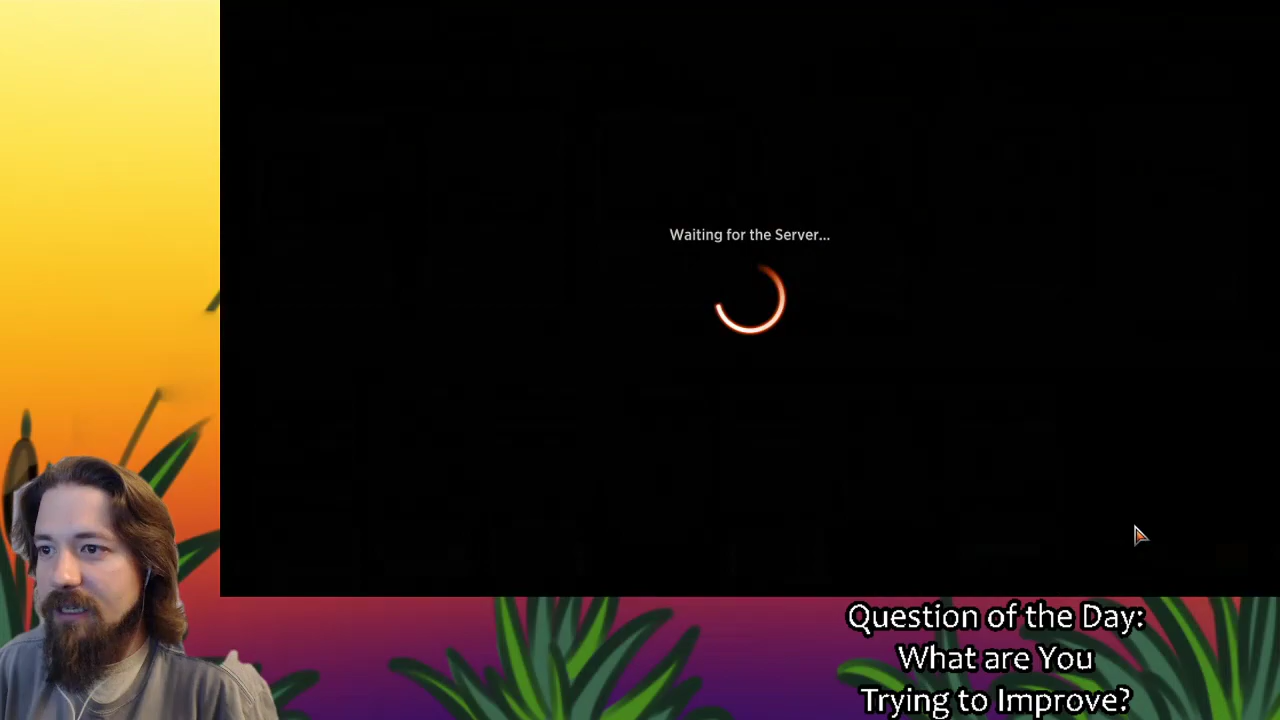 Waiting for the Server...
Question of the Day:
What are You
Trying to Improve?